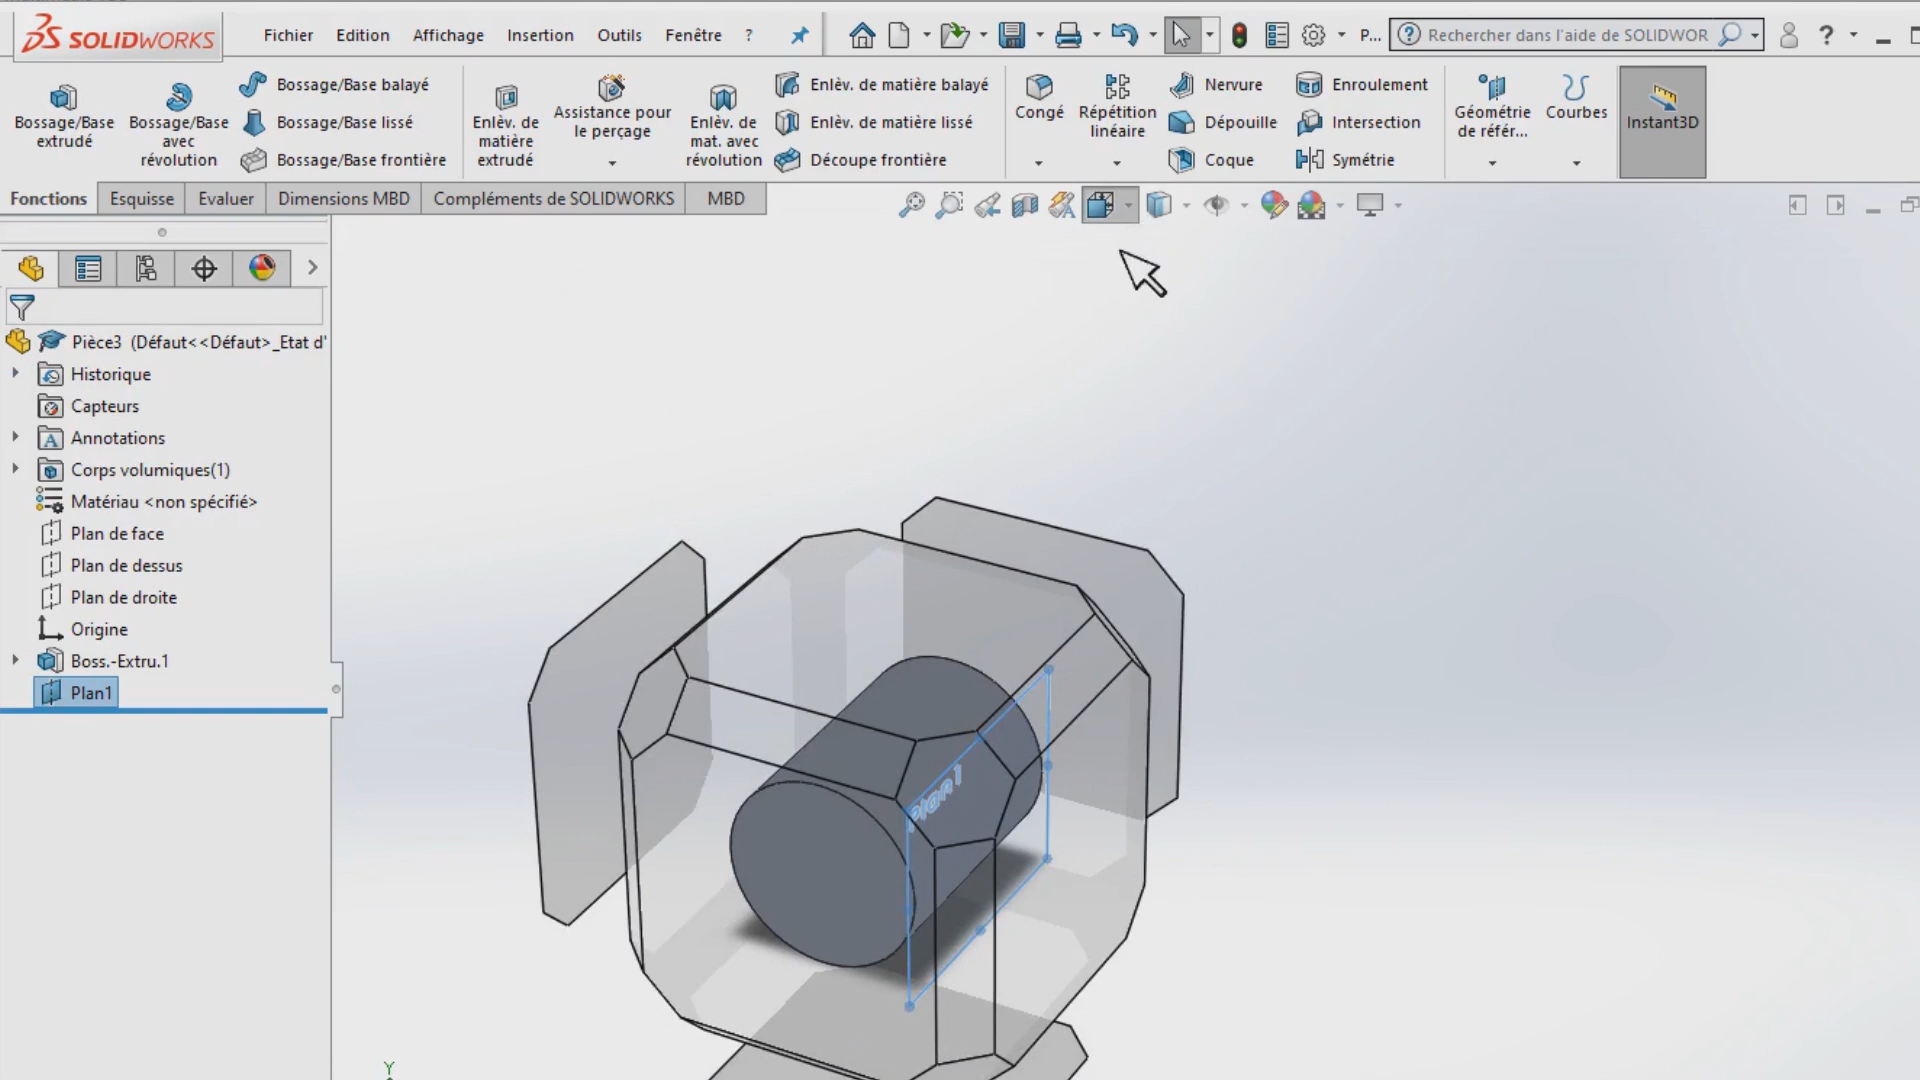 SOLIDWORKS
Fichier Edition Affichage Insertion Outils Fenêtre ?
P... Rechercher dans l'aide de SOLIDWOR ?
Bossage/Base extrudé
Bossage/Base avec révolution
Bossage/Base balayé
Bossage/Base lissé
Bossage/Base frontière
Enlèv. de matière extrudé
Assistance pour le perçage
Enlèv. de mat. avec révolution
Enlèv. de matière balayé
Enlèv. de matière lissé
Découpe frontière
Congé
Répétition linéaire
Nervure
Dépouille
Coque
Enroulement
Intersection
Symétrie
Géométrie de référ...
Courbes
Instant3D
Fonctions Esquisse Evaluer Dimensions MBD Compléments de SOLIDWORKS MBD
Pièce3 (Défaut<<Défaut>_Etat d'
Historique
Capteurs
Annotations
Corps volumiques(1)
Matériau <non spécifié>
Plan de face
Plan de dessus
Plan de droite
Origine
Boss.-Extru.1
Plan1
Plan1
Y